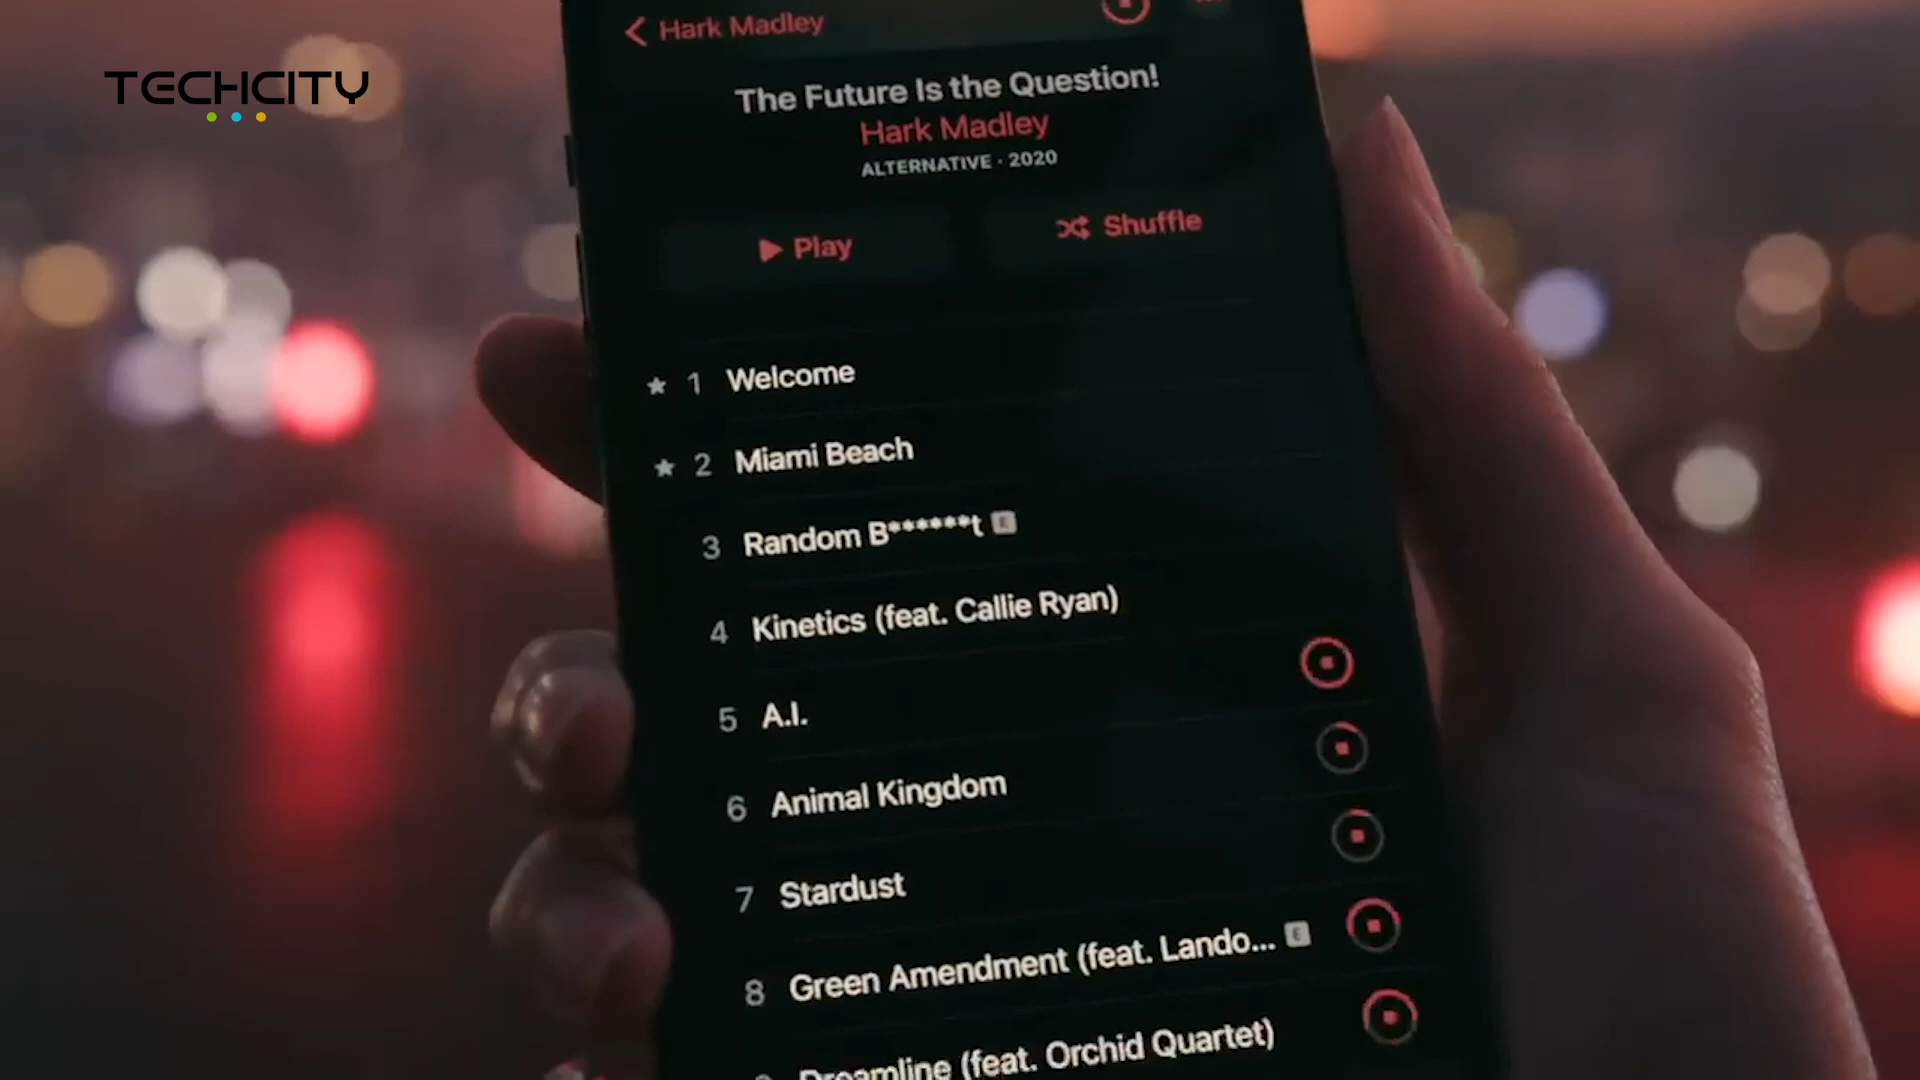 Hark Madley
TECHCITY
The Future Is the Question!
Hark Madley
ALTERNATIVE · 2020
Play
Shuffle
★ 1 Welcome
★ 2 Miami Beach
3 Random B******t E
4 Kinetics (feat. Callie Ryan)
5 A.I.
6 Animal Kingdom
7 Stardust
8 Green Amendment (feat. Lando... E
Dreamline (feat. Orchid Quartet)